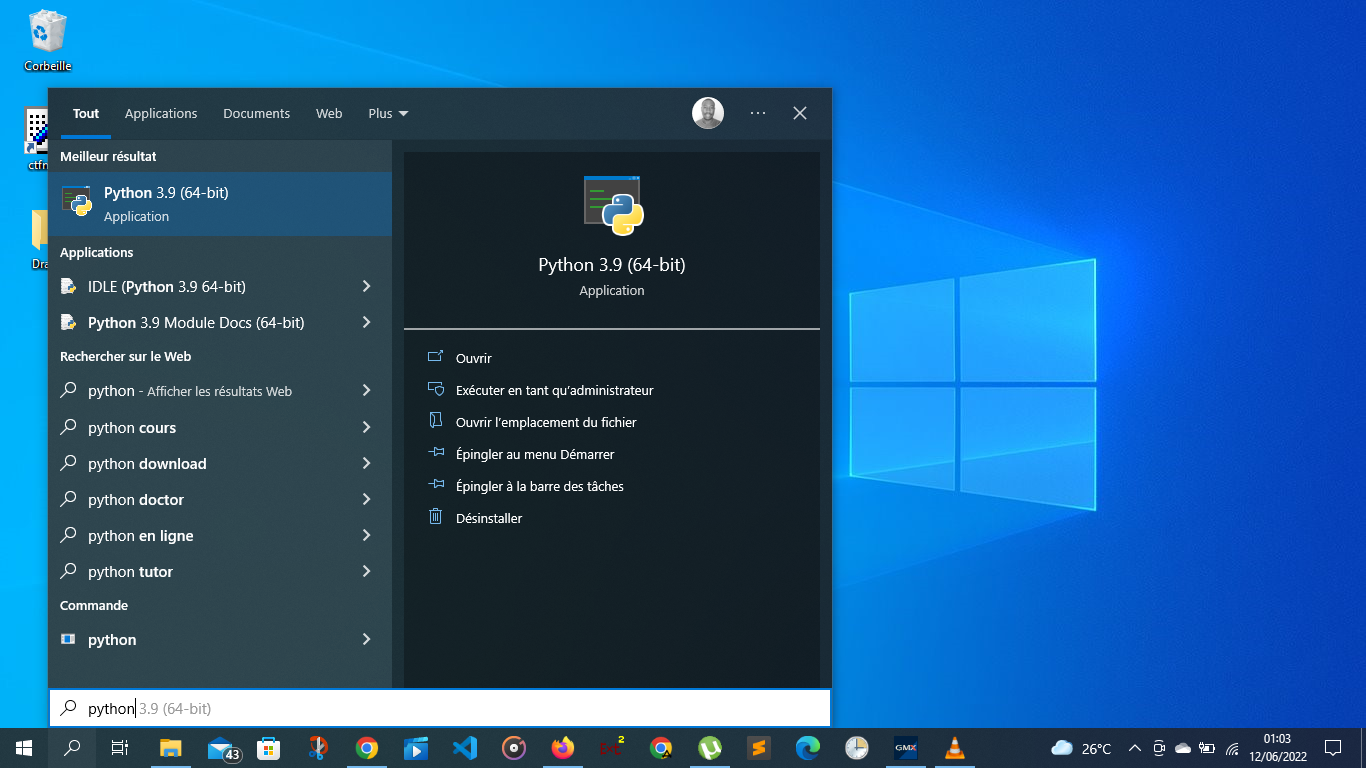 Corbeille
ctfn
Dra
Tout Applications Documents Web Plus
Meilleur résultat
Python 3.9 (64-bit)
Application
Applications
IDLE (Python 3.9 64-bit)
Python 3.9 Module Docs (64-bit)
Rechercher sur le Web
python - Afficher les résultats Web
python cours
python download
python doctor
python en ligne
python tutor
Commande
python
Python 3.9 (64-bit)
Application
Ouvrir
Exécuter en tant qu'administrateur
Ouvrir l'emplacement du fichier
Épingler au menu Démarrer
Épingler à la barre des tâches
Désinstaller
python 3.9 (64-bit)
43
Ext2
GMX
26°C
01:03
12/06/2022